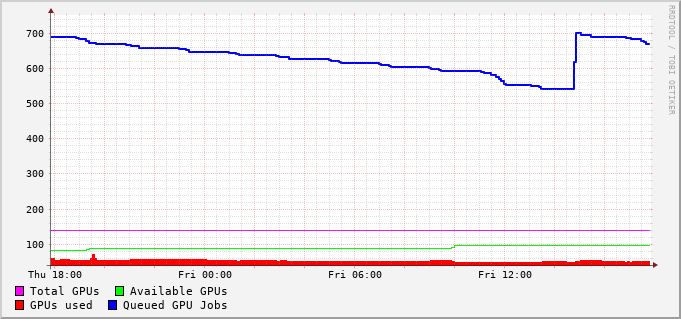 RRDTOOL / TOBI OETIKER
700
600
500
400
300
200
100
Thu 18:00 Fri 00:00 Fri 06:00 Fri 12:00
Total GPUs Available GPUs
GPUs used Queued GPU Jobs